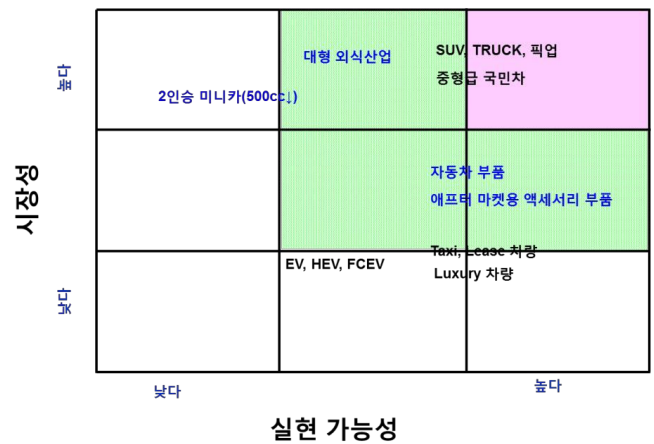 대형 외식산업
SUV, TRUCK, 픽업
중형급 국민차
2인승 미니카(500cc↓)
높다
자동차 부품
애프터 마켓용 액세서리 부품
시장성
Taxi, Lease 차량
EV, HEV, FCEV
Luxury 차량
낮다
낮다
높다
실현 가능성